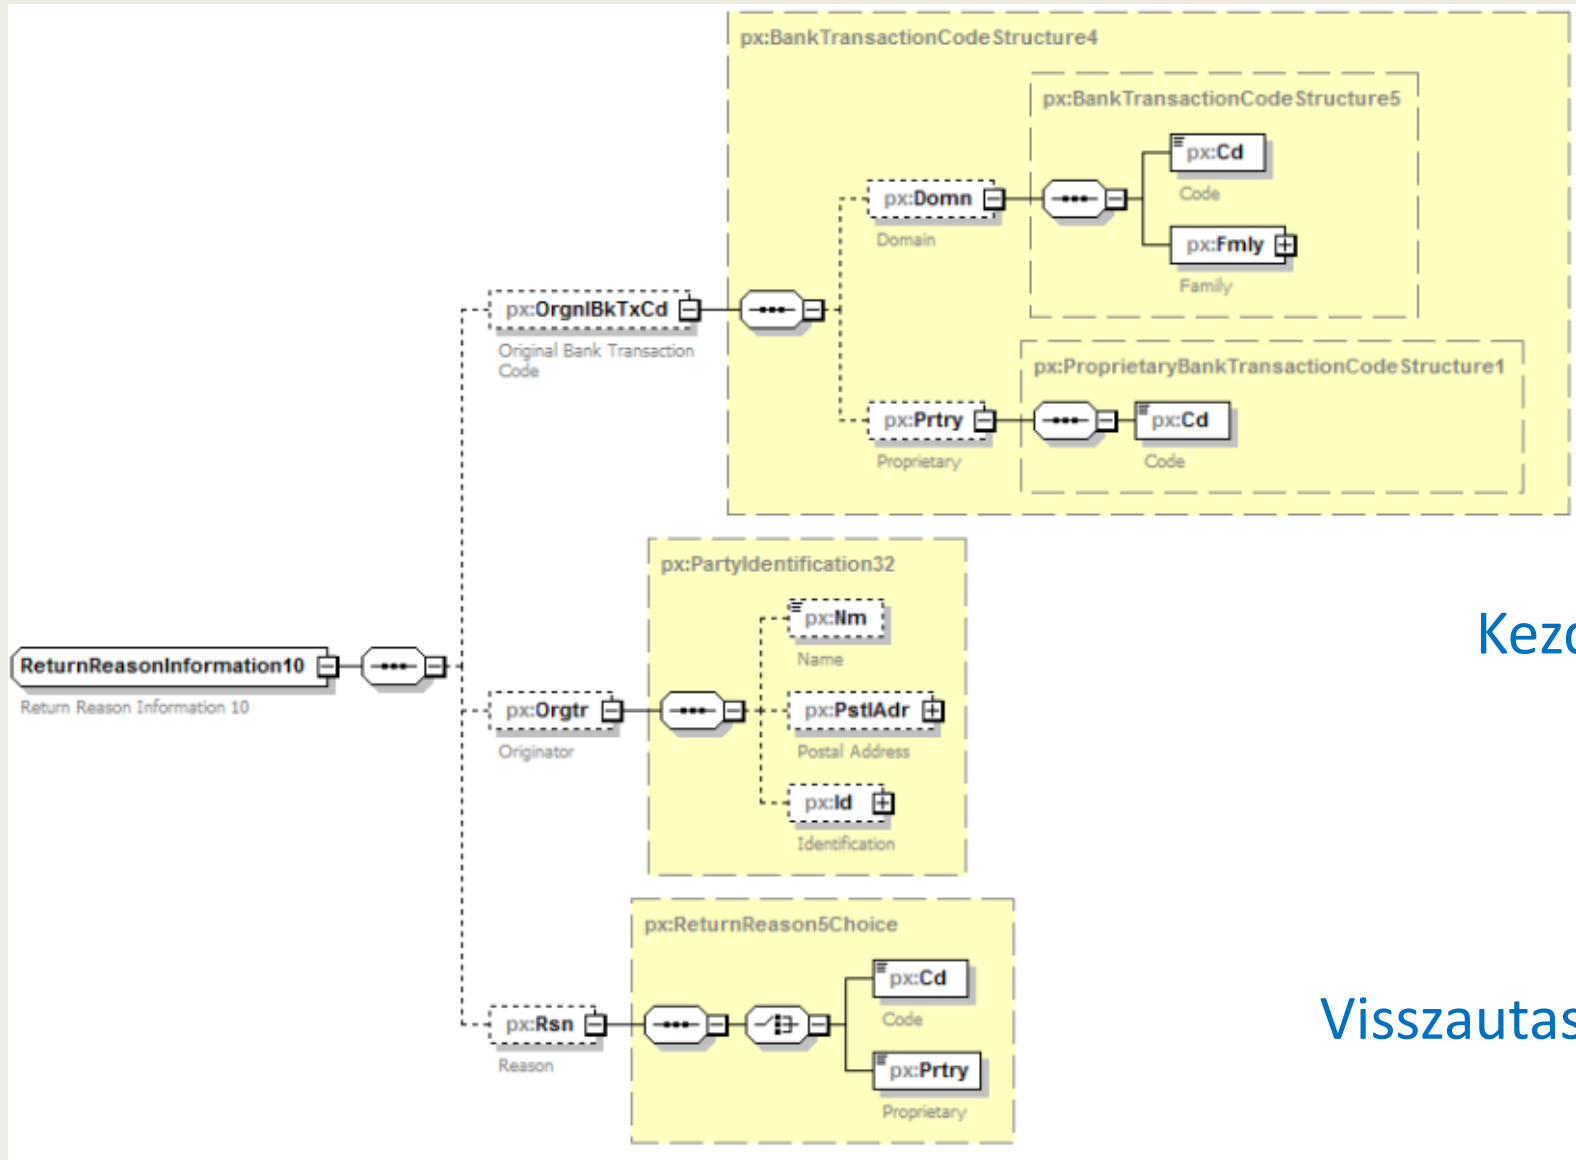 px:BankTransactionCodeStructure4
px:BankTransactionCodeStructure5
px:Cd
Code
px:Domn
Domain
px:Fmly
Family
px:OrgnlBkTxCd
Original Bank Transaction
Code
px:ProprietaryBankTransactionCodeStructure1
px:Prtry
Proprietary
px:Cd
Code
px:PartyIdentification32
px:Nm
Name
ReturnReasonInformation10
Return Reason Information 10
px:Orgtr
Originator
px:PstlAdr
Postal Address
px:Id
Identification
px:ReturnReason5Choice
px:Cd
Code
px:Rsn
Reason
px:Prtry
Proprietary